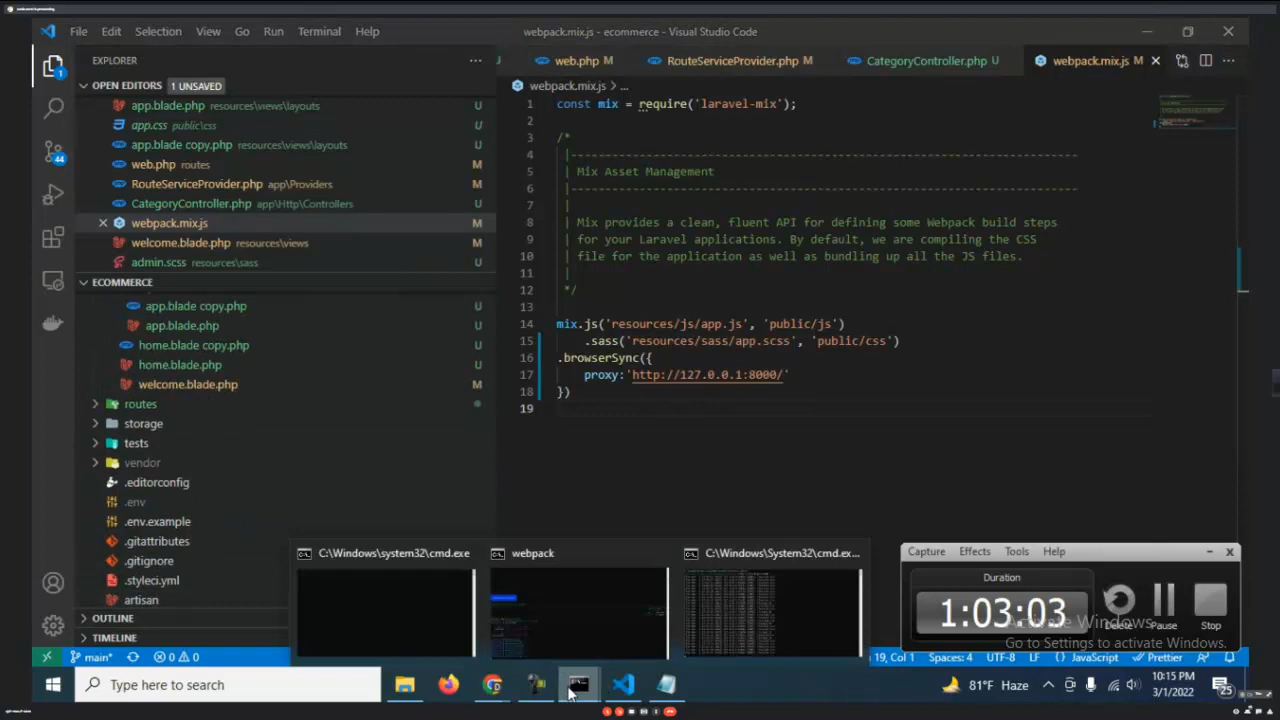 File Edit Selection View Go Run Terminal Help
webpack.mix.js - ecommerce - Visual Studio Code
EXPLORER
web.php M
RouteServiceProvider.php M
CategoryController.php U
webpack.mix.js M
OPEN EDITORS 1 UNSAVED
webpack.mix.js > ...
app.blade.php resources\views\layouts U
app.css public\css U
app.blade copy.php resources\views\layouts U
web.php routes M
RouteServiceProvider.php app\Providers M
CategoryController.php app\Http\Controllers U
webpack.mix.js M
welcome.blade.php resources\views M
admin.scss resources\sass U
ECOMMERCE
app.blade copy.php U
app.blade.php U
home.blade copy.php U
home.blade.php U
welcome.blade.php M
routes
storage
tests
vendor
.editorconfig
.env
.env.example
.gitattributes
.gitignore
.styleci.yml
artisan
OUTLINE
TIMELINE
1 const mix = require('laravel-mix');
2
3 /*
4 |--------------------------------------------------------------------------
5 | Mix Asset Management
6 |--------------------------------------------------------------------------
7 |
8 | Mix provides a clean, fluent API for defining some Webpack build steps
9 | for your Laravel applications. By default, we are compiling the CSS
10 | file for the application as well as bundling up all the JS files.
11 |
12 */
13
14 mix.js('resources/js/app.js', 'public/js')
15 .sass('resources/sass/app.scss', 'public/css')
16 .browserSync({
17 proxy:'http://127.0.0.1:8000/'
18 })
19
1
44
C:\Windows\system32\cmd.exe
webpack
C:\Windows\System32\cmd.ex...
Capture Effects Tools Help
Duration
1:03:03
Delete Pause Stop
Activate Windows
Go to Settings to activate Windows.
main* 0 0
19, Col 1 Spaces: 4 UTF-8 LF JavaScript Prettier
Type here to search
81°F Haze
10:15 PM
3/1/2022
25